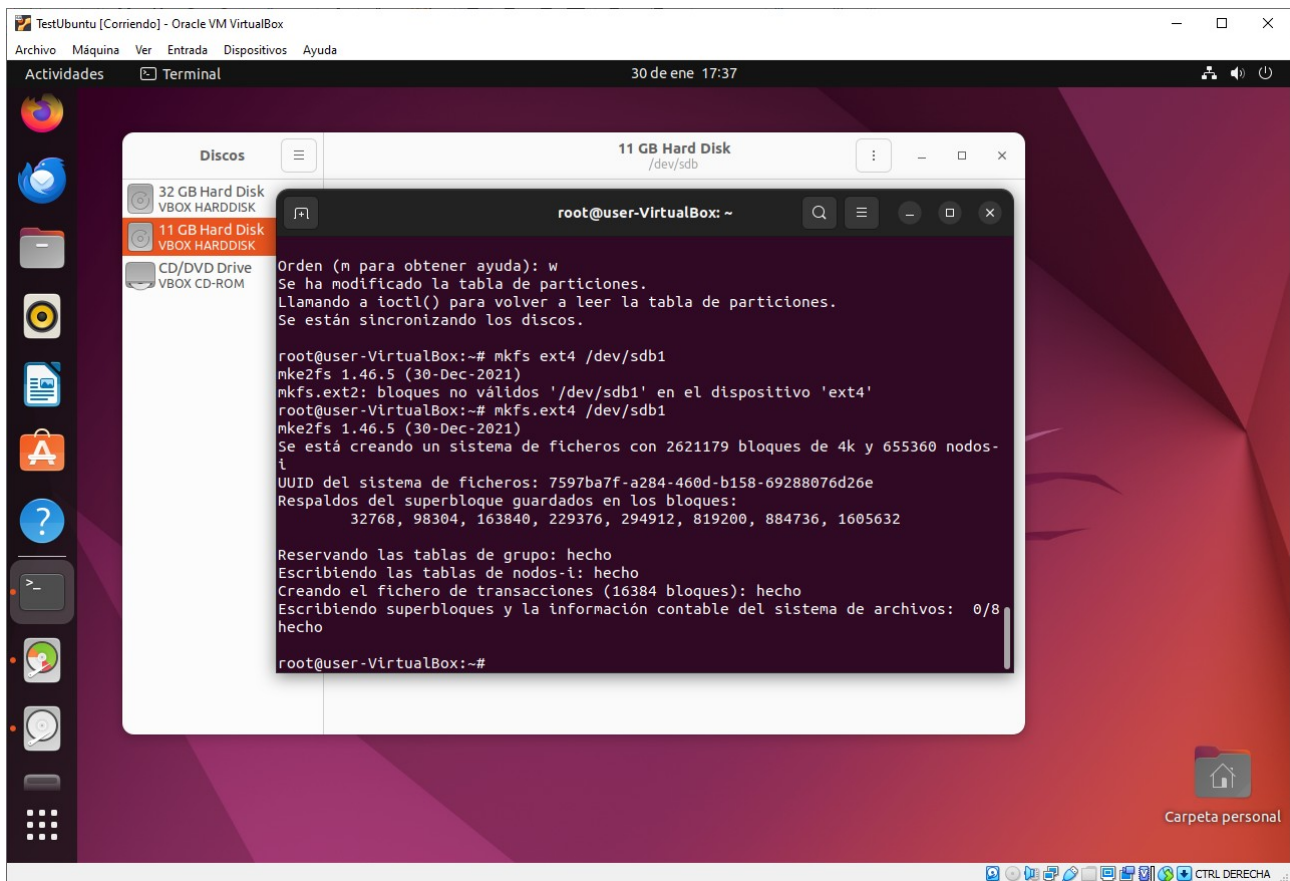 TestUbuntu [Corriendo] - Oracle VM VirtualBox
Archivo Máquina Ver Entrada Dispositivos Ayuda
Actividades Terminal 30 de ene 17:37
Discos
11 GB Hard Disk
/dev/sdb
32 GB Hard Disk
VBOX HARDDISK
11 GB Hard Disk
VBOX HARDDISK
CD/DVD Drive
VBOX CD-ROM
root@user-VirtualBox: ~
Orden (m para obtener ayuda): w
Se ha modificado la tabla de particiones.
Llamando a ioctl() para volver a leer la tabla de particiones.
Se están sincronizando los discos.
root@user-VirtualBox:~# mkfs ext4 /dev/sdb1
mke2fs 1.46.5 (30-Dec-2021)
mkfs.ext2: bloques no válidos '/dev/sdb1' en el dispositivo 'ext4'
root@user-VirtualBox:~# mkfs.ext4 /dev/sdb1
mke2fs 1.46.5 (30-Dec-2021)
Se está creando un sistema de ficheros con 2621179 bloques de 4k y 655360 nodos-
i
UUID del sistema de ficheros: 7597ba7f-a284-460d-b158-69288076d26e
Respaldos del superbloque guardados en los bloques:
32768, 98304, 163840, 229376, 294912, 819200, 884736, 1605632
Reservando las tablas de grupo: hecho
Escribiendo las tablas de nodos-i: hecho
Creando el fichero de transacciones (16384 bloques): hecho
Escribiendo superbloques y la información contable del sistema de archivos: 0/8
hecho
root@user-VirtualBox:~#
Carpeta personal
CTRL DERECHA